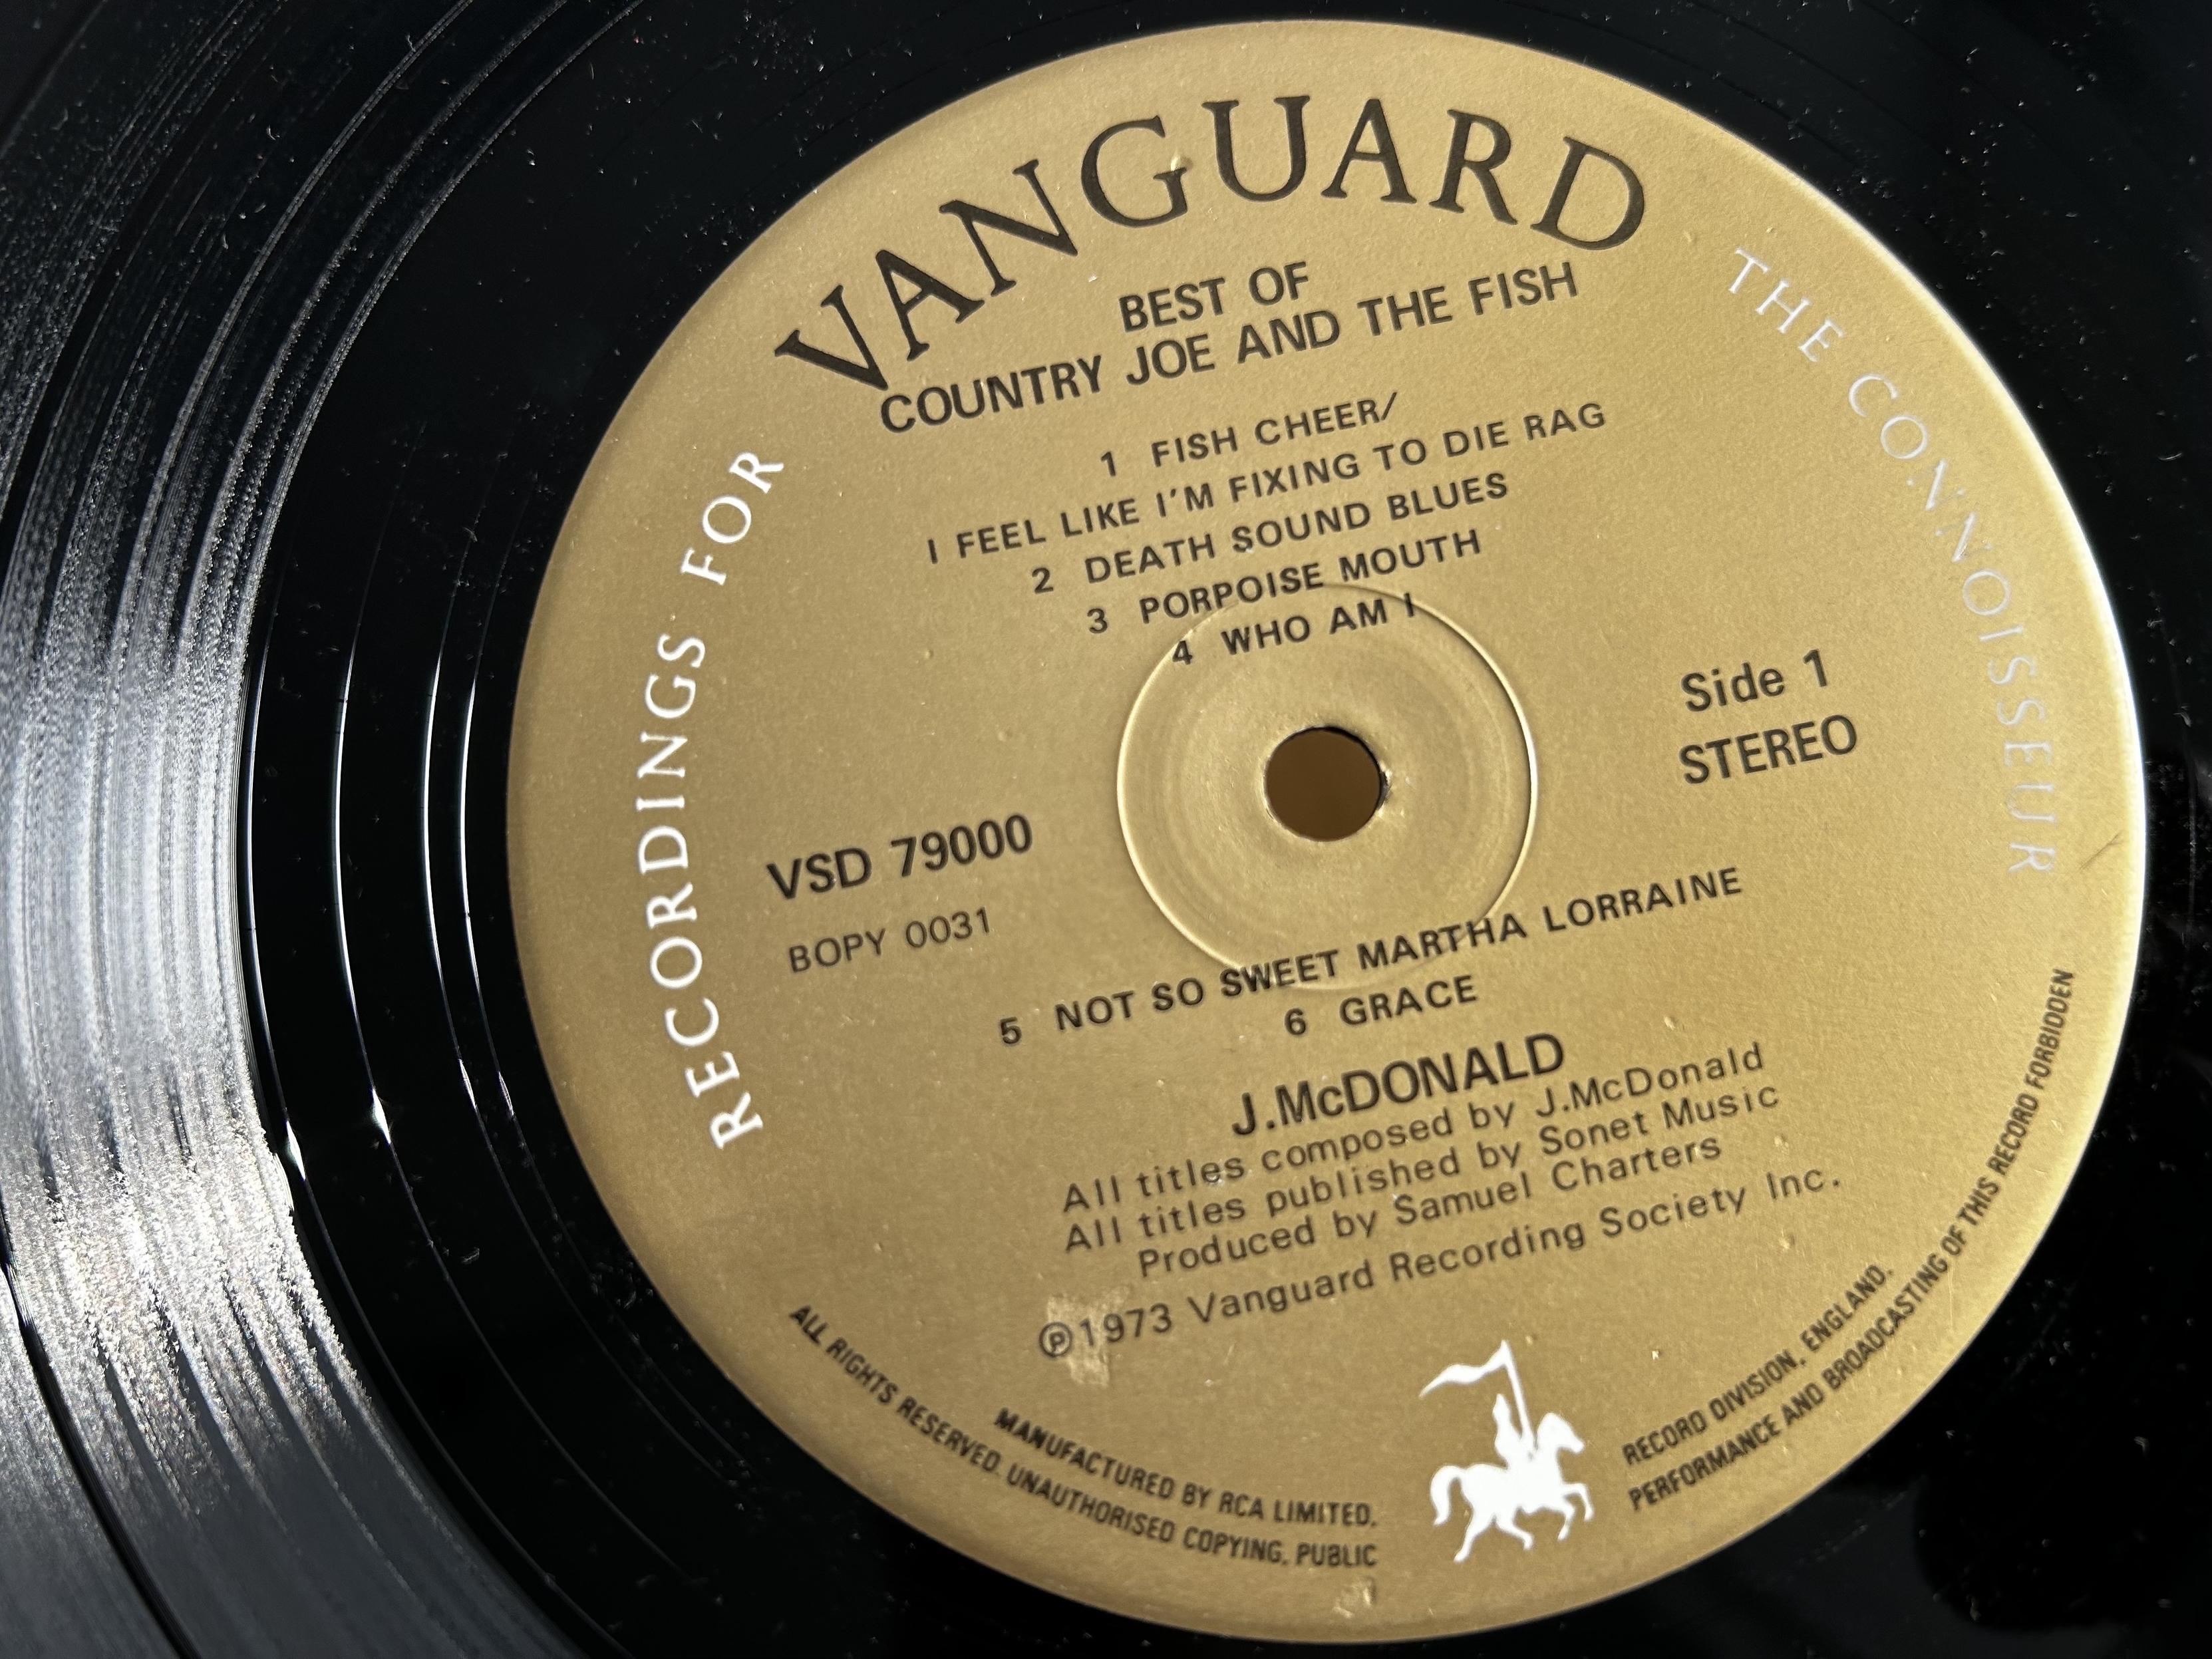 VANGUARD
RECORDINGS FOR
THE CONNOISSEUR
BEST OF
COUNTRY JOE AND THE FISH
1 FISH CHEER/
I FEEL LIKE I'M FIXING TO DIE RAG
2 DEATH SOUND BLUES
3 PORPOISE MOUTH
4 WHO AM I
Side 1
STEREO
VSD 79000
BOPY 0031
5 NOT SO SWEET MARTHA LORRAINE
6 GRACE
J.McDONALD
All titles composed by J.McDonald
All titles published by Sonet Music
Produced by Samuel Charters
℗1973 Vanguard Recording Society Inc.
MANUFACTURED BY RCA LIMITED, RECORD DIVISION, ENGLAND.
ALL RIGHTS RESERVED. UNAUTHORISED COPYING, PUBLIC PERFORMANCE AND BROADCASTING OF THIS RECORD FORBIDDEN